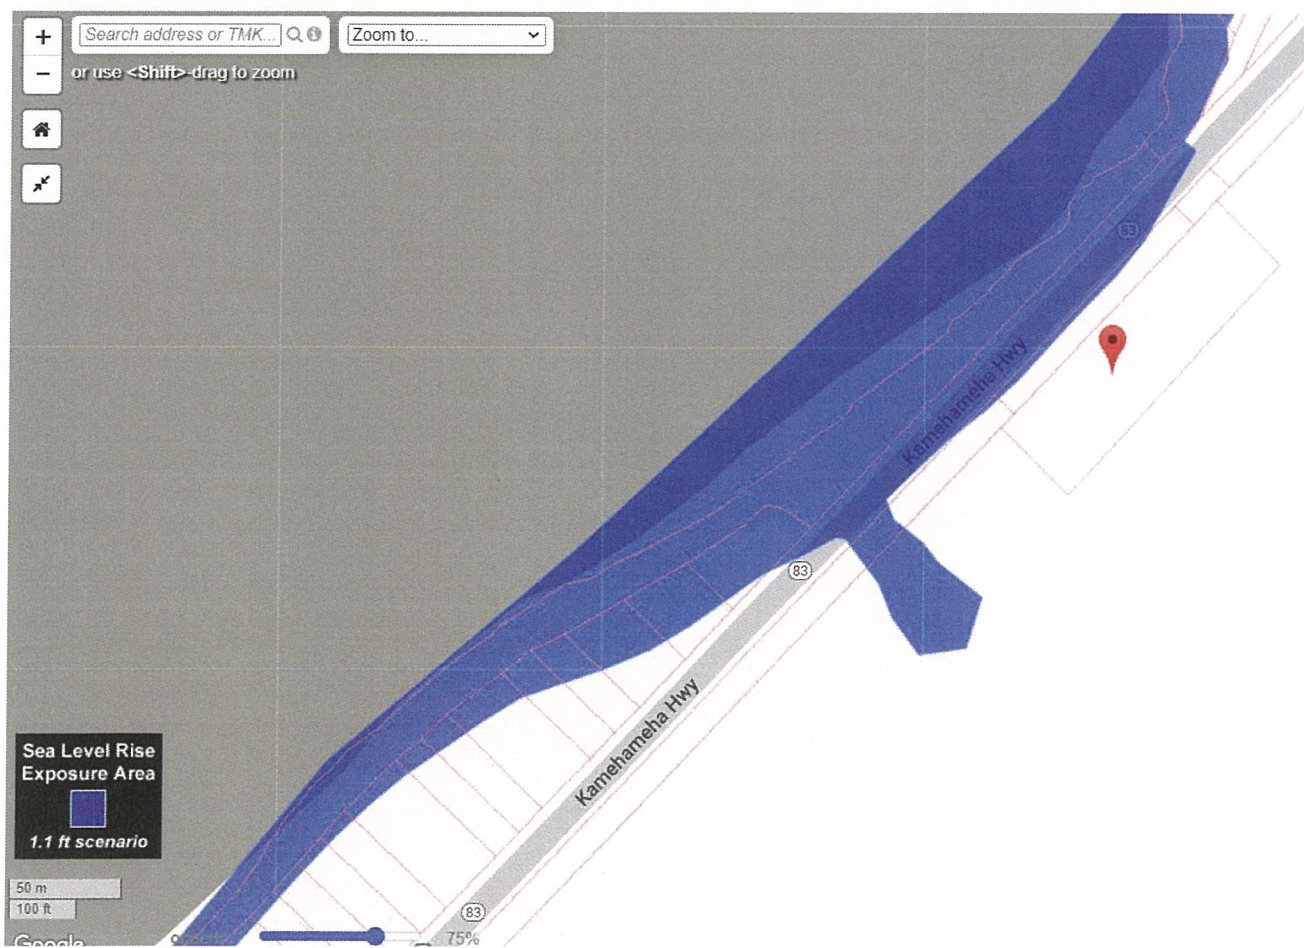 +
Search address or TMK...
Zoom to...
−
or use <Shift>-drag to zoom
83
Kamehameha Hwy
83
Kamehameha Hwy
Sea Level Rise
Exposure Area
1.1 ft scenario
50 m
100 ft
83
Google
75%